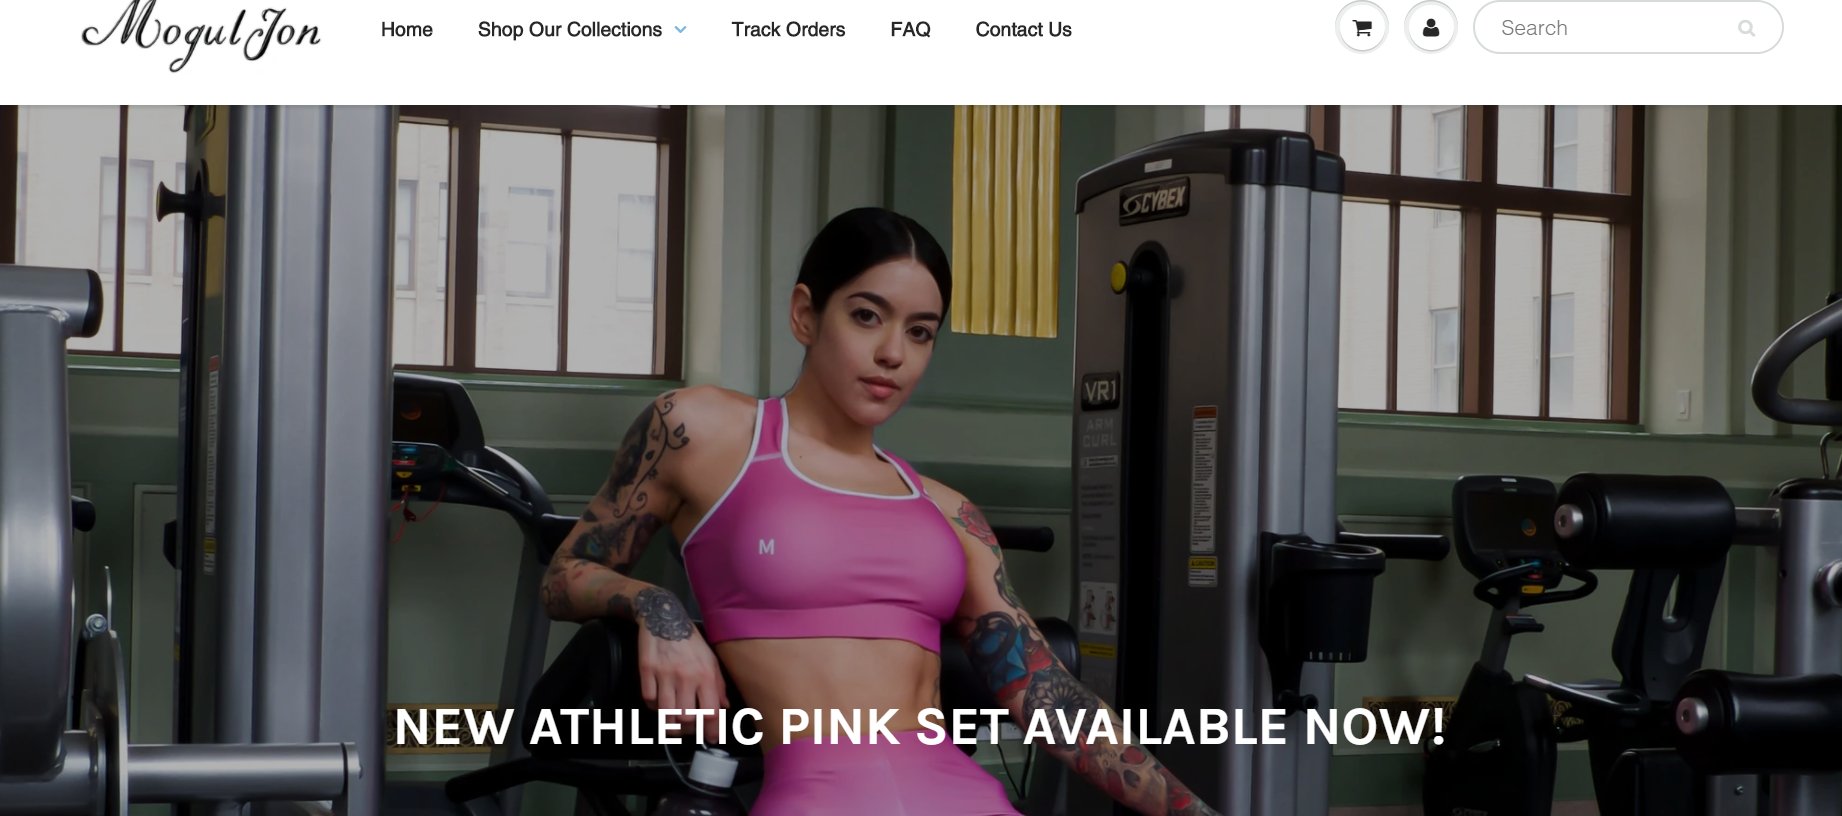 MogulJon
Home
Shop Our Collections
Track Orders
FAQ
Contact Us
Search
CYBEX
VR1
ARM
CURL
M
CAUTION
NEW ATHLETIC PINK SET AVAILABLE NOW!